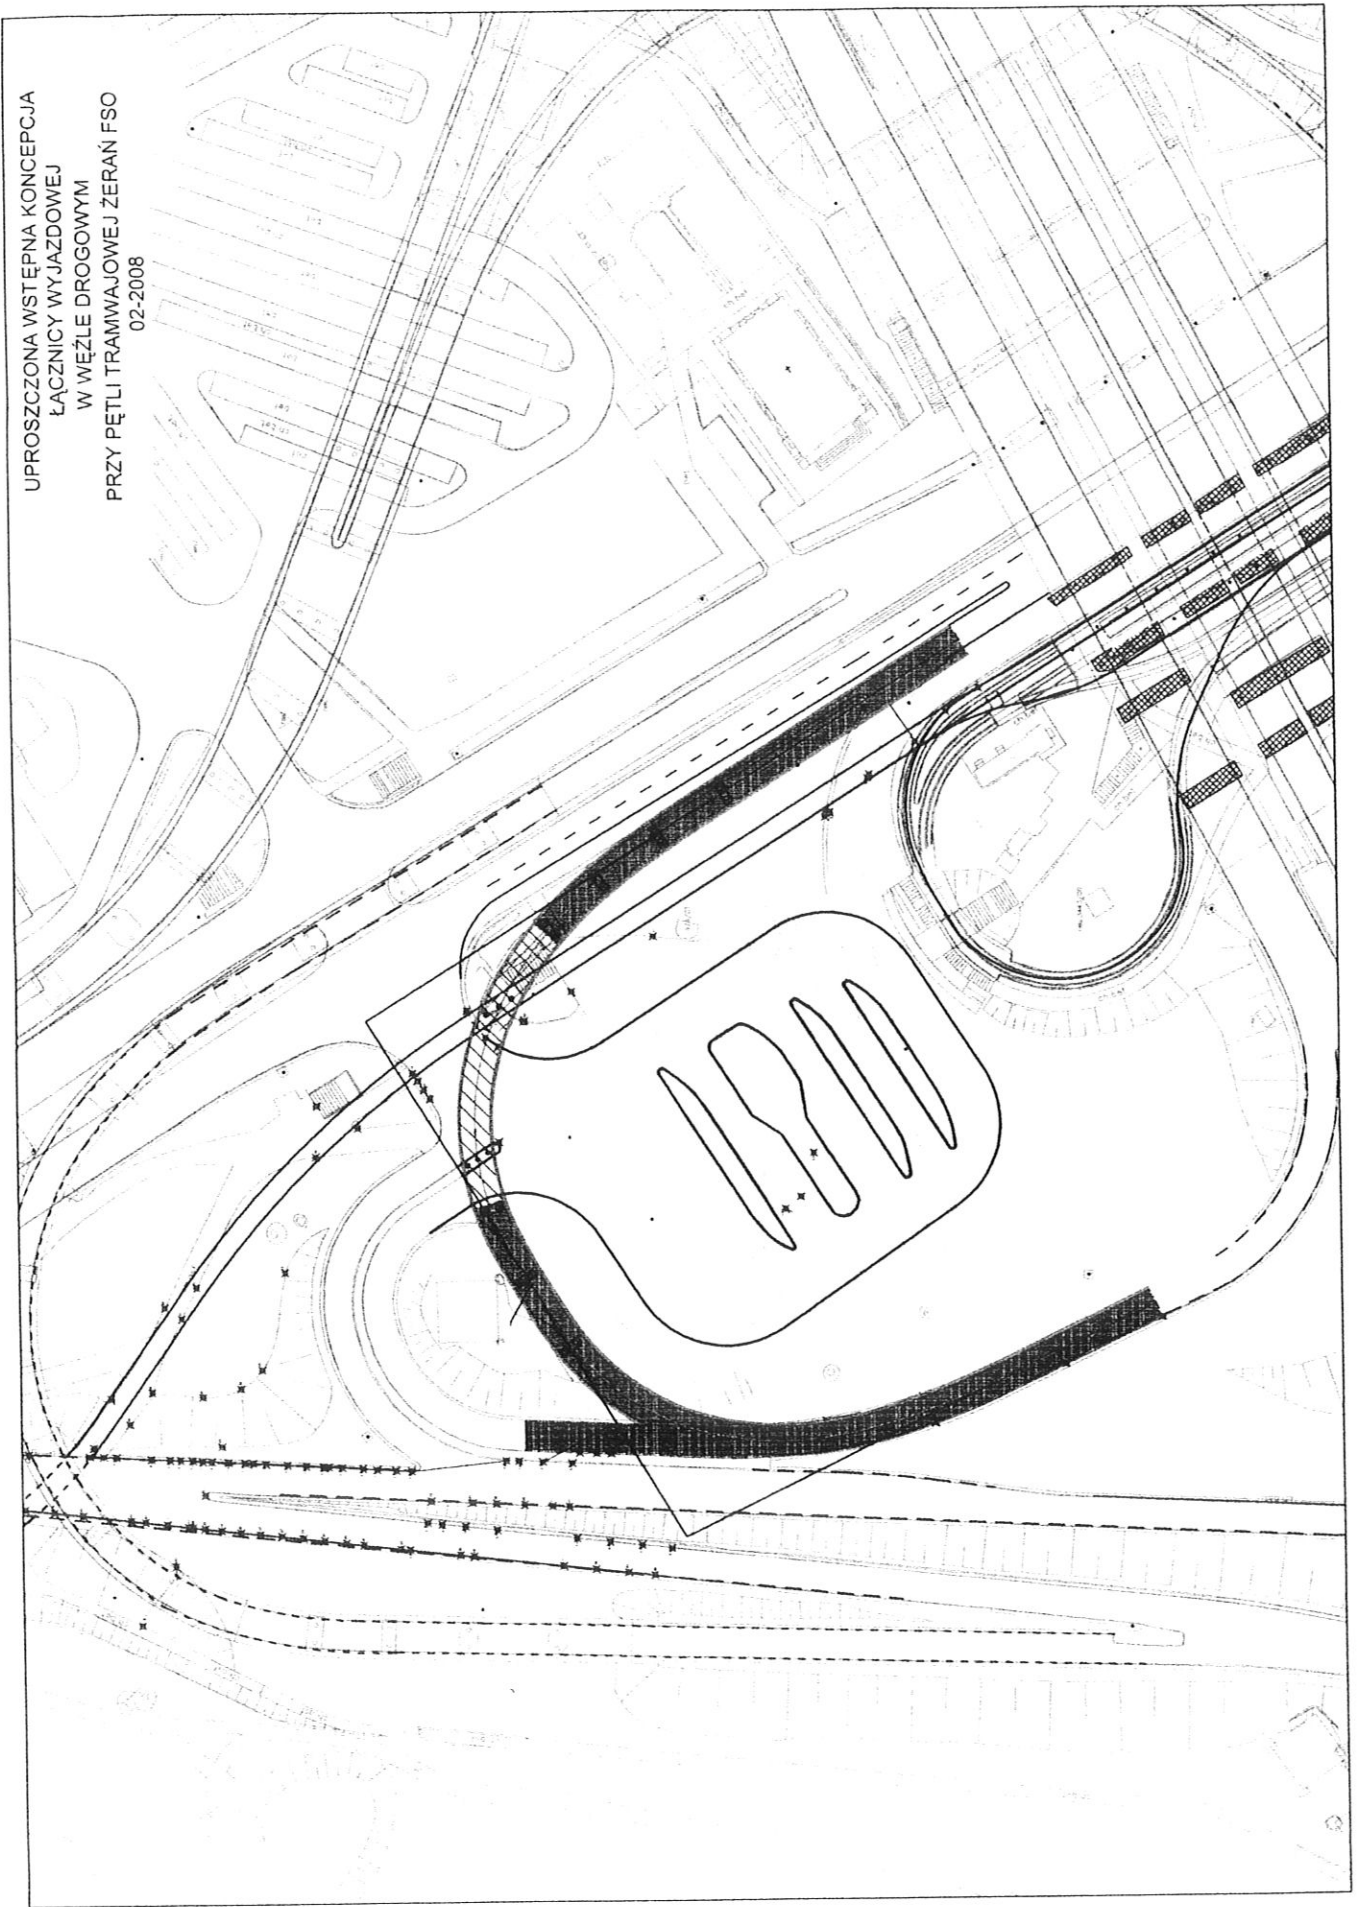 UPROSZCZONA WSTĘPNA KONCEPCJA
ŁĄCZNICY WYJAZDOWEJ
W WĘŹLE DROGOWYM
PRZY PĘTLI TRAMWAJOWEJ ŻERAŃ FSO
02-2008